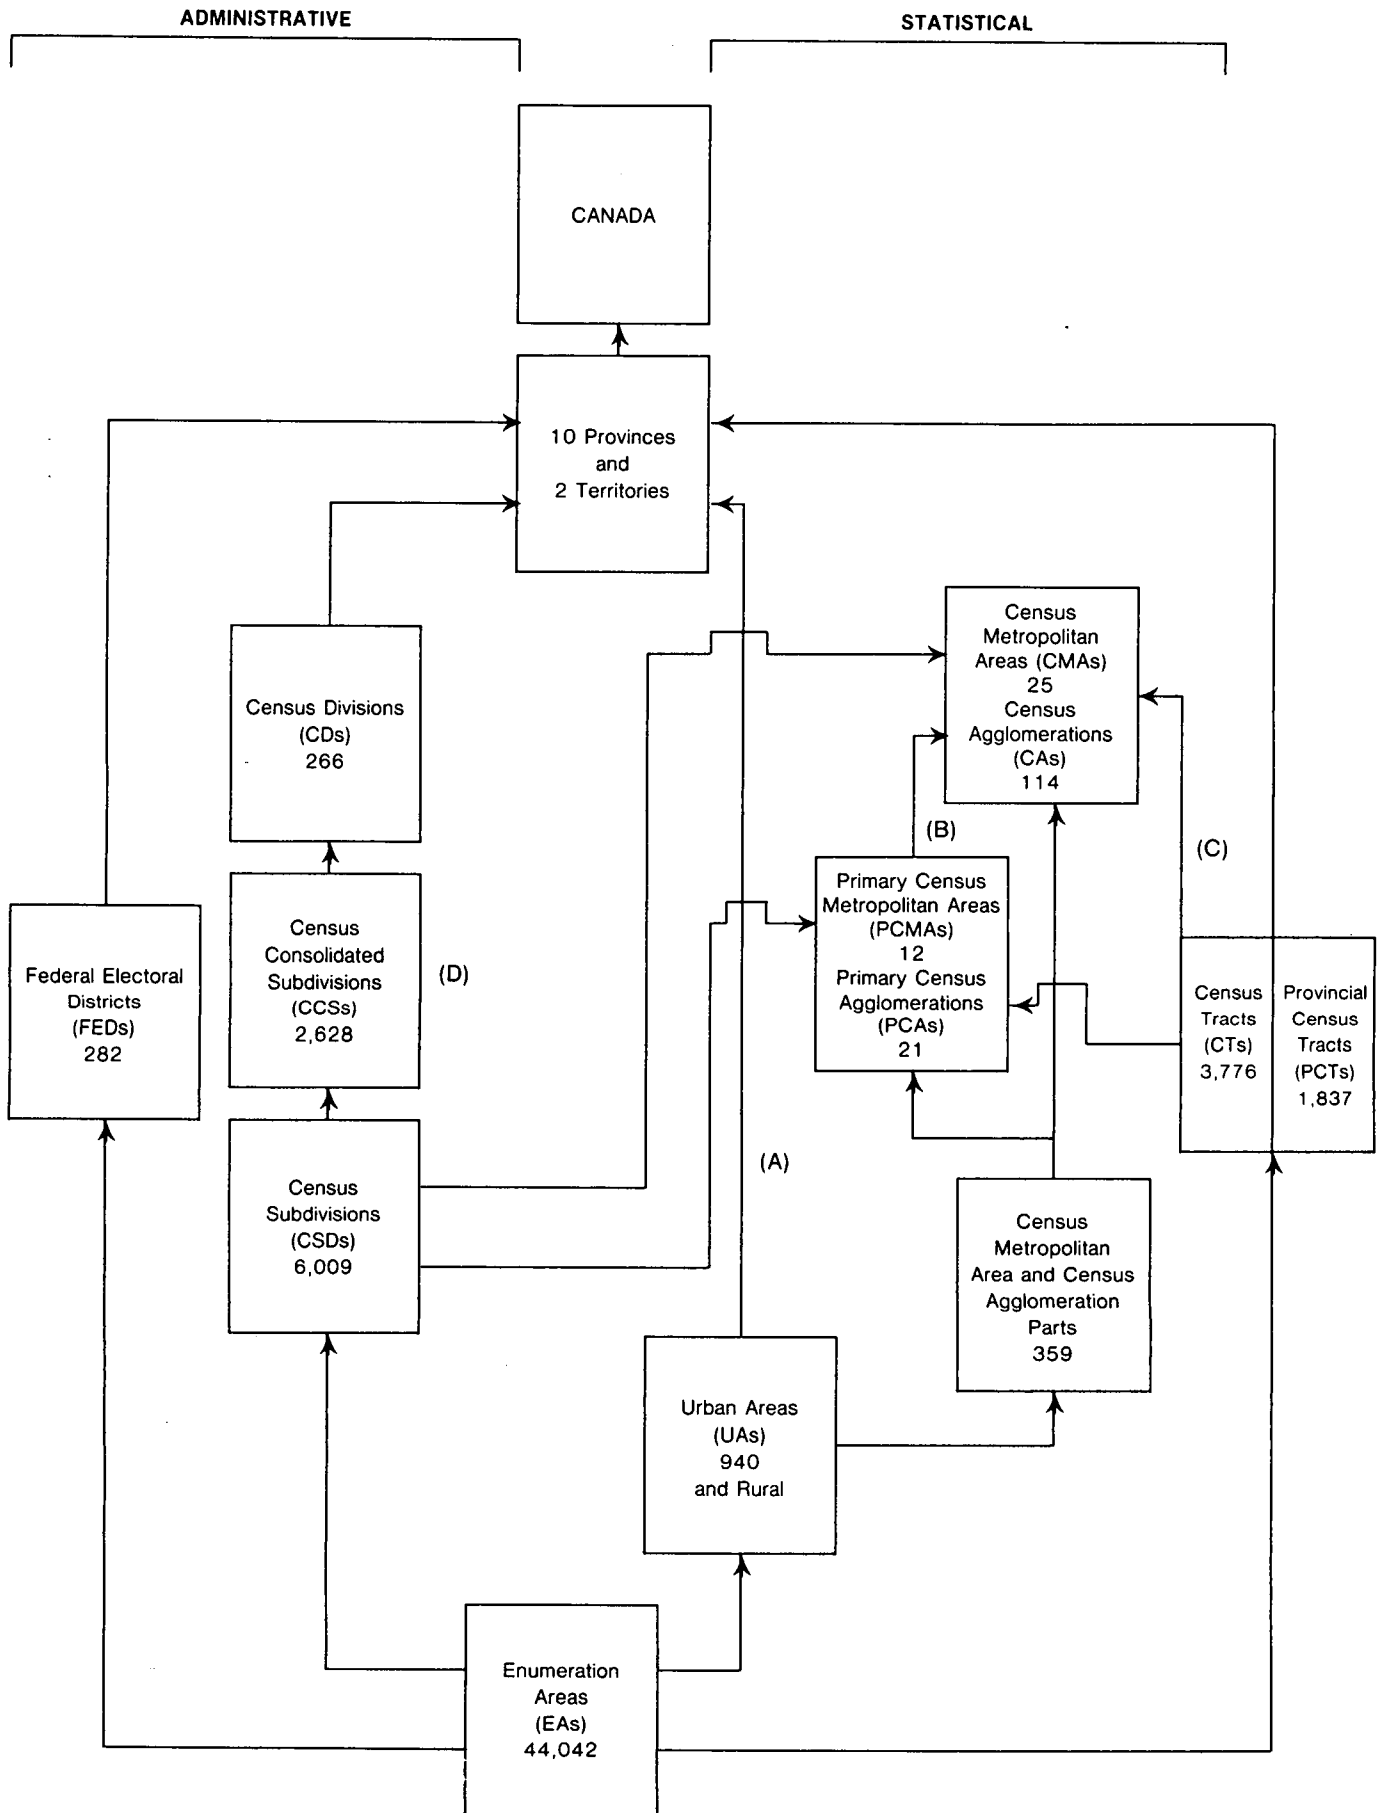 ADMINISTRATIVE
STATISTICAL
CANADA
10 Provinces
and
2 Territories
Census
Metropolitan
Areas (CMAs)
25
Census
Agglomerations
(CAs)
114
Census Divisions
(CDs)
266
(B)
(C)
Primary Census
Metropolitan Areas
(PCMAs)
12
Primary Census
Agglomerations
(PCAs)
21
Census
Consolidated
Subdivisions
(CCSs)
2,628
(D)
Federal Electoral
Districts
(FEDs)
282
Census
Tracts
(CTs)
3,776
Provincial
Census
Tracts
(PCTs)
1,837
(A)
Census
Subdivisions
(CSDs)
6,009
Census
Metropolitan
Area and Census
Agglomeration
Parts
359
Urban Areas
(UAs)
940
and Rural
Enumeration
Areas
(EAs)
44,042